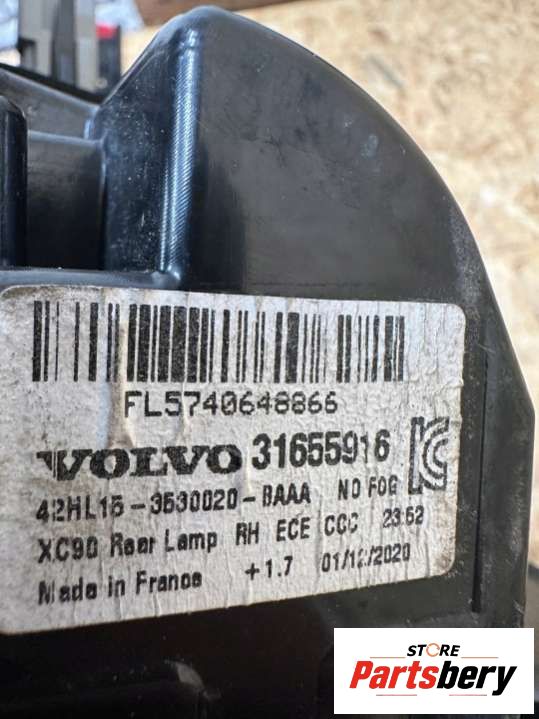 FL5740648866
VOLVO 31655916
42HL15-3530020-BAAA NO FOG
XC90 Rear Lamp RH ECE CCC 23:52
Made in France +1.7 01/12/2020
STORE
Partsbery